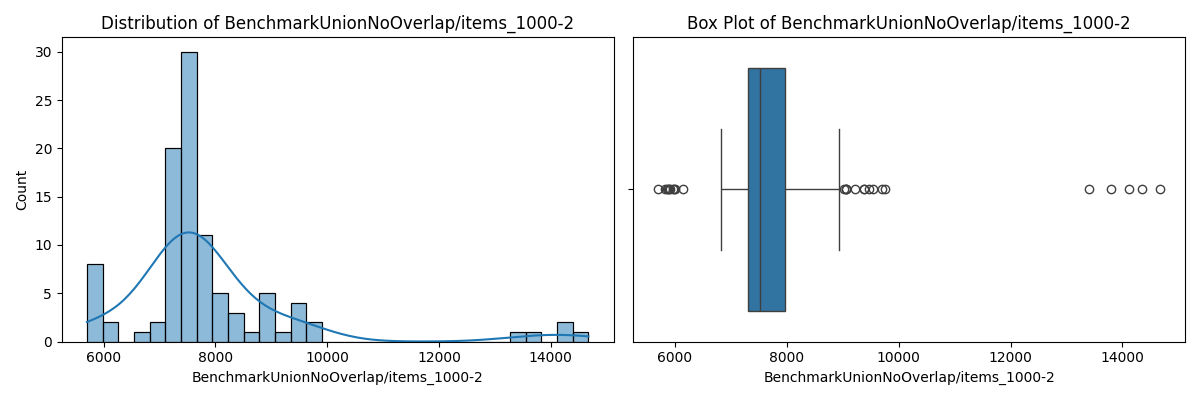 Distribution of BenchmarkUnionNoOverlap/items_1000-2
30
25
20
15
10
5
0
Count
6000 8000 10000 12000 14000
BenchmarkUnionNoOverlap/items_1000-2
Box Plot of BenchmarkUnionNoOverlap/items_1000-2
6000 8000 10000 12000 14000
BenchmarkUnionNoOverlap/items_1000-2